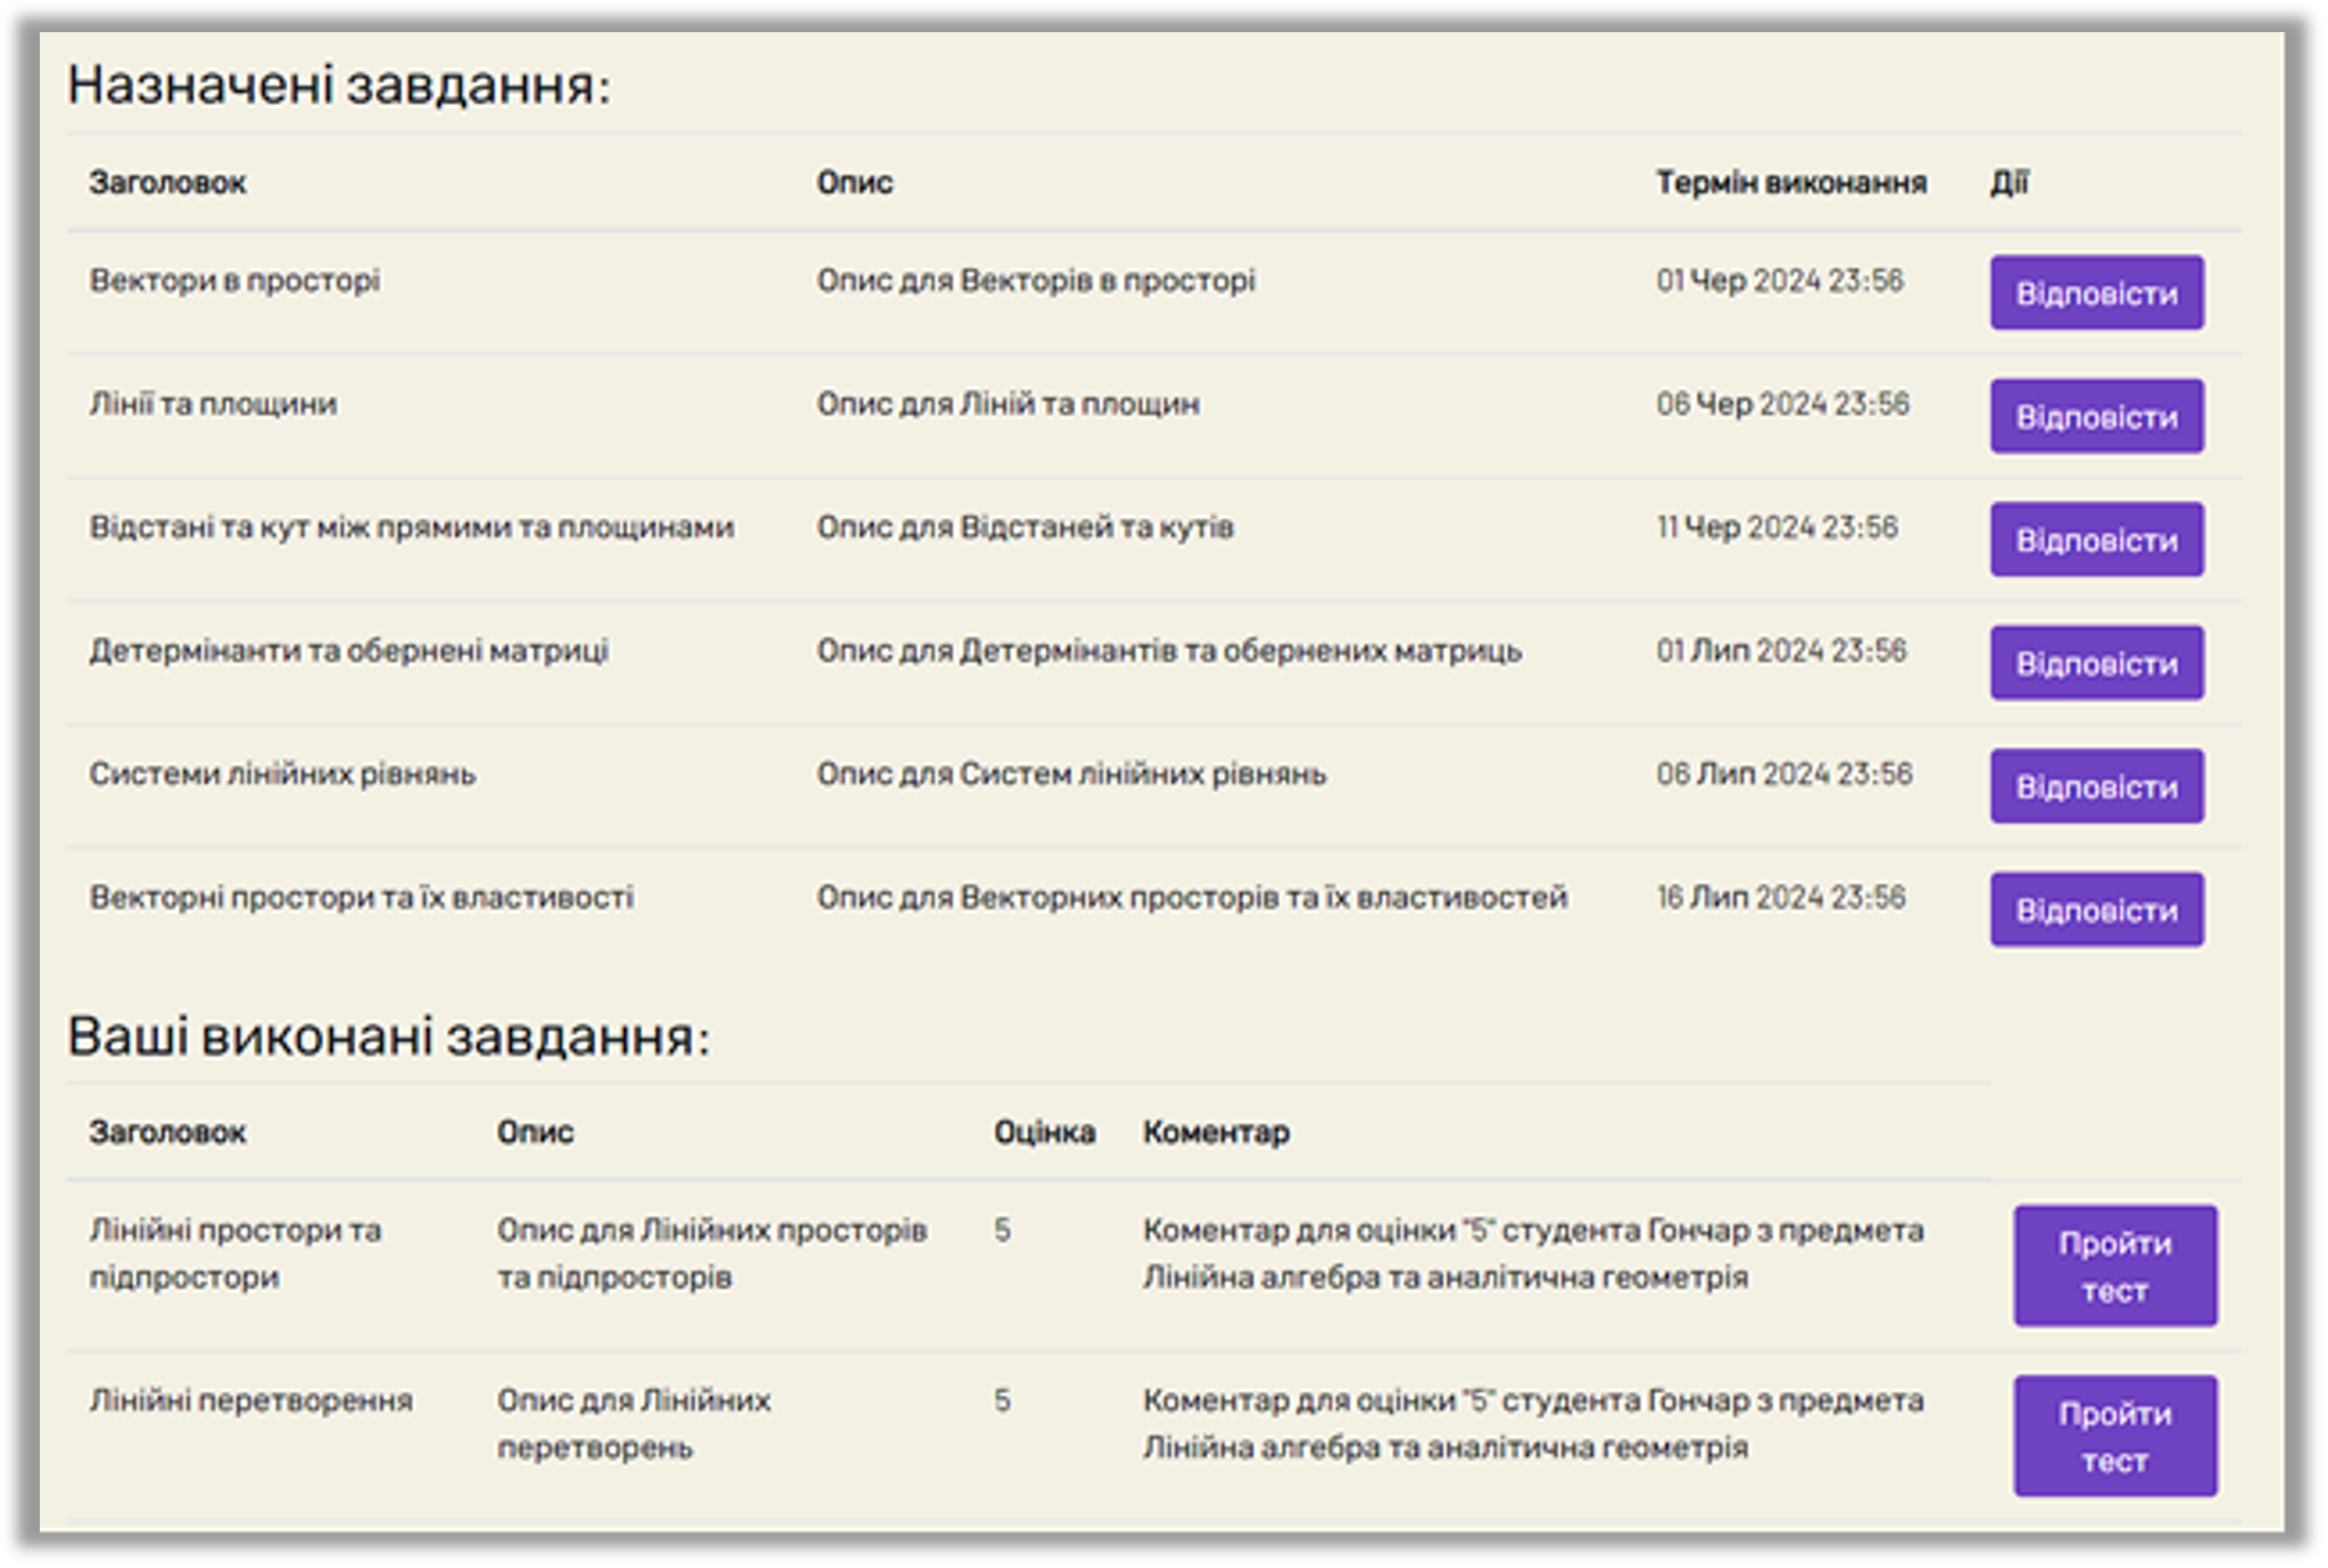 Назначені завдання:
Заголовок Опис Термін виконання Дії
Вектори в просторі Опис для Векторів в просторі 01 Чер 2024 23:56 Відповісти
Лінії та площини Опис для Ліній та площин 06 Чер 2024 23:56 Відповісти
Відстані та кут між прямими та площинами Опис для Відстаней та кутів 11 Чер 2024 23:56 Відповісти
Детермінанти та обернені матриці Опис для Детермінантів та обернених матриць 01 Лип 2024 23:56 Відповісти
Системи лінійних рівнянь Опис для Систем лінійних рівнянь 06 Лип 2024 23:56 Відповісти
Векторні простори та їх властивості Опис для Векторних просторів та їх властивостей 16 Лип 2024 23:56 Відповісти
Ваші виконані завдання:
Заголовок Опис Оцінка Коментар
Лінійні простори та Опис для Лінійних просторів 5 Коментар для оцінки "5" студента Гончар з предмета Пройти
підпростори та підпросторів Лінійна алгебра та аналітична геометрія тест
Лінійні перетворення Опис для Лінійних 5 Коментар для оцінки "5" студента Гончар з предмета Пройти
перетворень Лінійна алгебра та аналітична геометрія тест